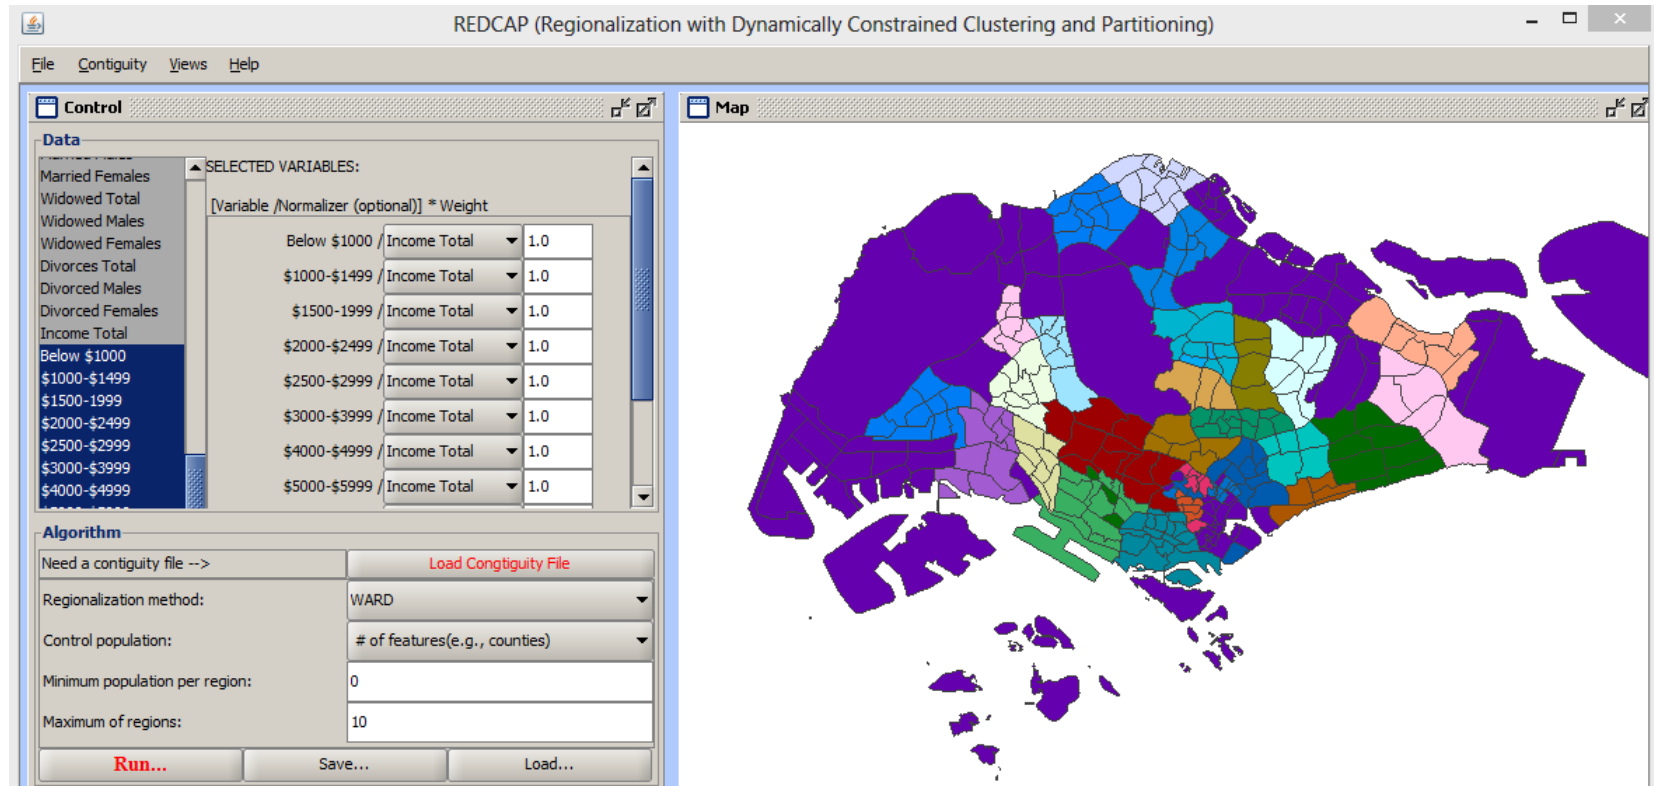 REDCAP (Regionalization with Dynamically Constrained Clustering and Partitioning)
File Contiguity Views Help
Control
Data
Married Females
Widowed Total
Widowed Males
Widowed Females
Divorces Total
Divorced Males
Divorced Females
Income Total
Below $1000
$1000-$1499
$1500-1999
$2000-$2499
$2500-$2999
$3000-$3999
$4000-$4999
SELECTED VARIABLES:
[Variable /Normalizer (optional)] * Weight
Below $1000 / Income Total 1.0
$1000-$1499 / Income Total 1.0
$1500-1999 / Income Total 1.0
$2000-$2499 / Income Total 1.0
$2500-$2999 / Income Total 1.0
$3000-$3999 / Income Total 1.0
$4000-$4999 / Income Total 1.0
$5000-$5999 / Income Total 1.0
Algorithm
Need a contiguity file --> Load Congtiguity File
Regionalization method: WARD
Control population: # of features(e.g., counties)
Minimum population per region: 0
Maximum of regions: 10
Run... Save... Load...
Map